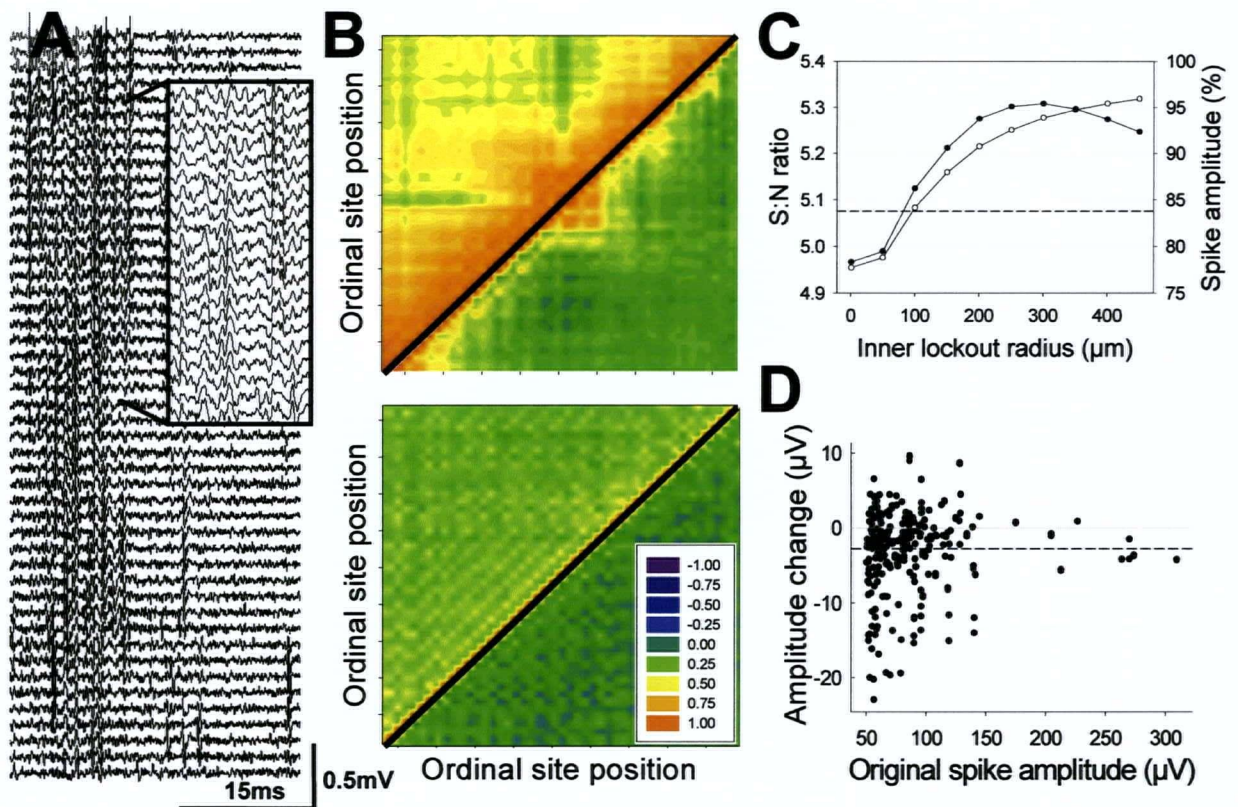 A
15ms
0.5mV
B
Ordinal site position
Ordinal site position
Ordinal site position
-1.00
-0.75
-0.50
-0.25
0.00
0.25
0.50
0.75
1.00
C
S:N ratio
5.4
5.3
5.2
5.1
5.0
4.9
100
95
90
85
80
75
Spike amplitude (%)
0 100 200 300 400
Inner lockout radius (µm)
D
Amplitude change (µV)
10
0
-10
-20
50 100 150 200 250 300
Original spike amplitude (µV)